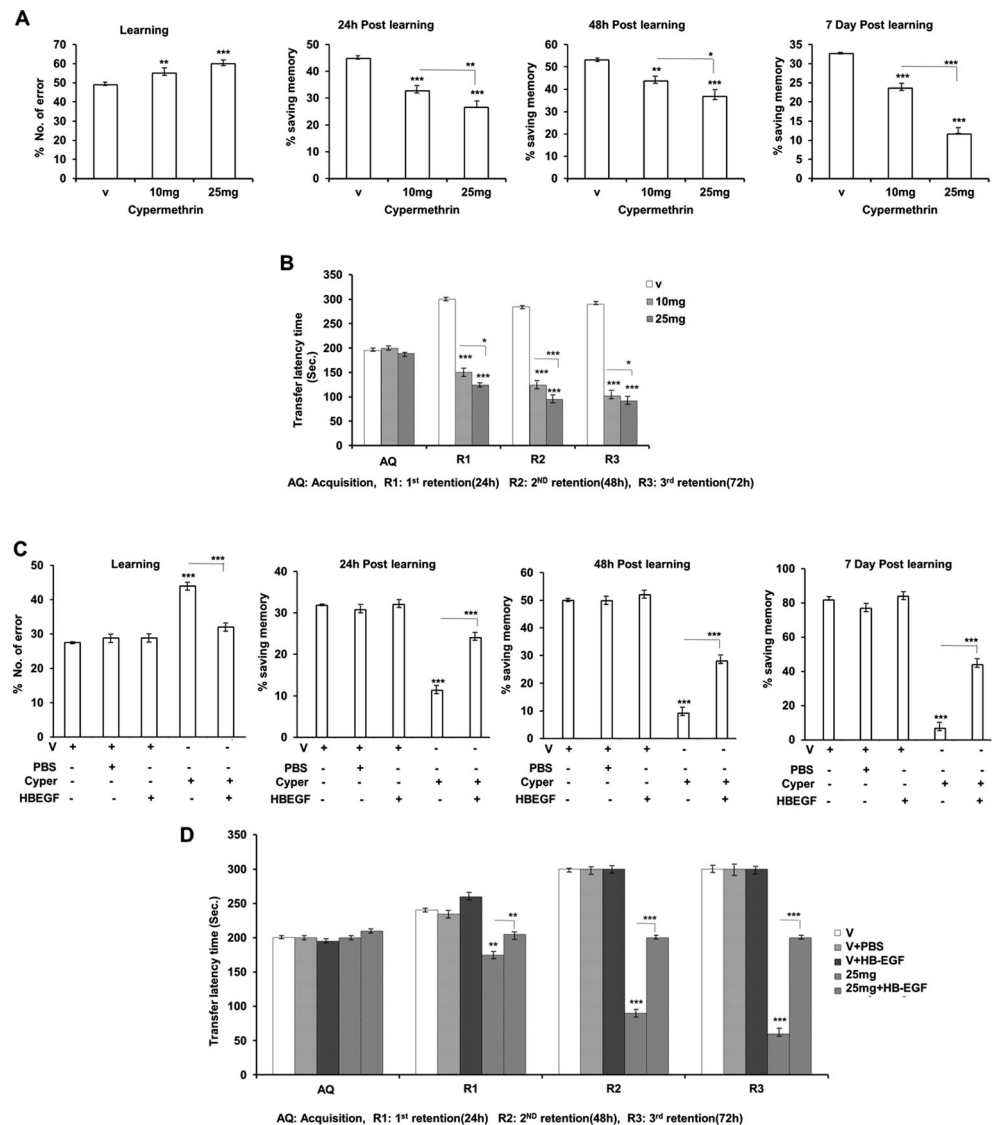 A
Learning
24h Post learning
48h Post learning
7 Day Post learning
% No. of error
70
60
50
40
30
20
10
0
**
***
v 10mg 25mg
Cypermethrin
% saving memory
50
40
30
20
10
0
***
**
***
v 10mg 25mg
Cypermethrin
% saving memory
60
50
40
30
20
10
0
**
*
***
v 10mg 25mg
Cypermethrin
% saving memory
35
30
25
20
15
10
5
0
***
***
***
v 10mg 25mg
Cypermethrin
B
Transfer latency time
(Sec.)
350
300
250
200
150
100
50
0
*** * ***
*** *** ***
*** * ***
v
10mg
25mg
AQ R1 R2 R3
AQ: Acquisition, R1: 1st retention(24h) R2: 2ND retention(48h), R3: 3rd retention(72h)
C
Learning
24h Post learning
48h Post learning
7 Day Post learning
% No. of error
50
40
30
20
10
0
***
***
% saving memory
40
30
20
10
0
***
***
% saving memory
60
50
40
30
20
10
0
***
***
% saving memory
100
80
60
40
20
0
***
***
V + + + - - + + + - - + + + - - + + + - -
PBS - + - + - + - +
Cyper + + + + + + + +
HBEGF - - + - + - - + - + - - + - + - - + - +
D
Transfer latency time (Sec.)
350
300
250
200
150
100
50
0
** **
*** ***
*** ***
V
V+PBS
V+HB-EGF
25mg
25mg+HB-EGF
AQ R1 R2 R3
AQ: Acquisition, R1: 1st retention(24h) R2: 2ND retention(48h), R3: 3rd retention(72h)